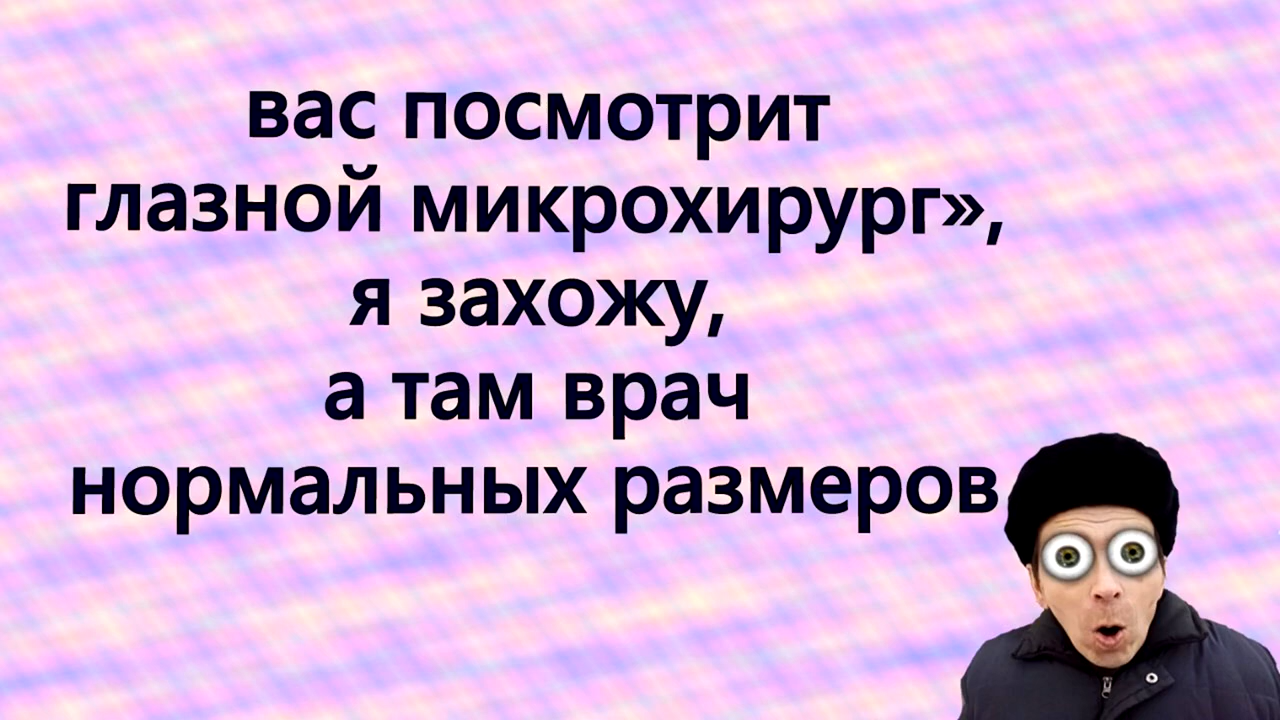 вас посмотрит
глазной микрохирург»,
я захожу,
а там врач
нормальных размеров